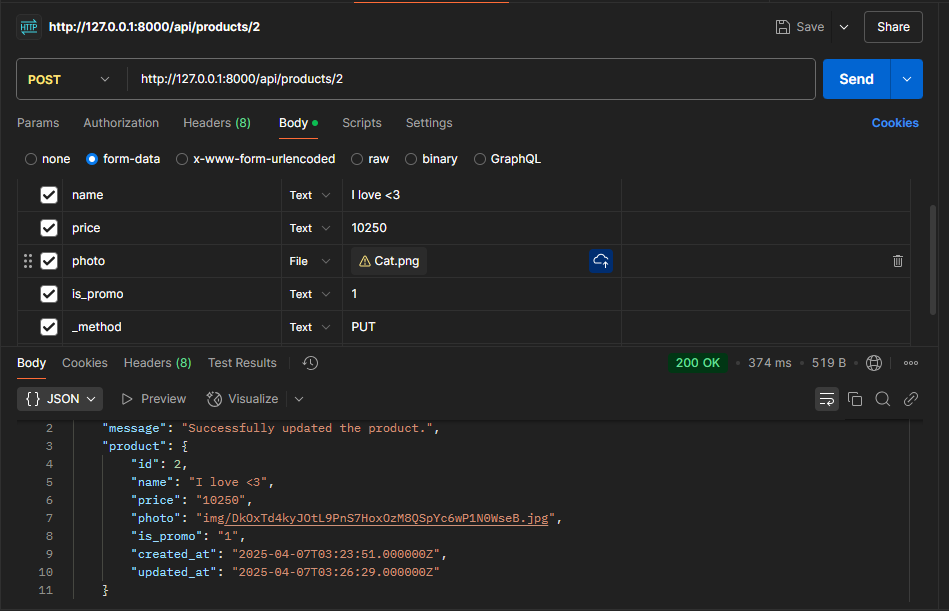 HTTP http://127.0.0.1:8000/api/products/2 Save Share
POST http://127.0.0.1:8000/api/products/2 Send
Params Authorization Headers (8) Body Scripts Settings Cookies
none form-data x-www-form-urlencoded raw binary GraphQL
name Text I love <3
price Text 10250
photo File Cat.png
is_promo Text 1
_method Text PUT
Body Cookies Headers (8) Test Results 200 OK • 374 ms • 519 B •
{} JSON Preview Visualize
2 "message": "Successfully updated the product.",
3 "product": {
4 "id": 2,
5 "name": "I love <3",
6 "price": "10250",
7 "photo": "img/DkOxTd4kyJOtL9PnS7HoxOzM8QSpYc6wP1N0WseB.jpg",
8 "is_promo": "1",
9 "created_at": "2025-04-07T03:23:51.000000Z",
10 "updated_at": "2025-04-07T03:26:29.000000Z"
11 }